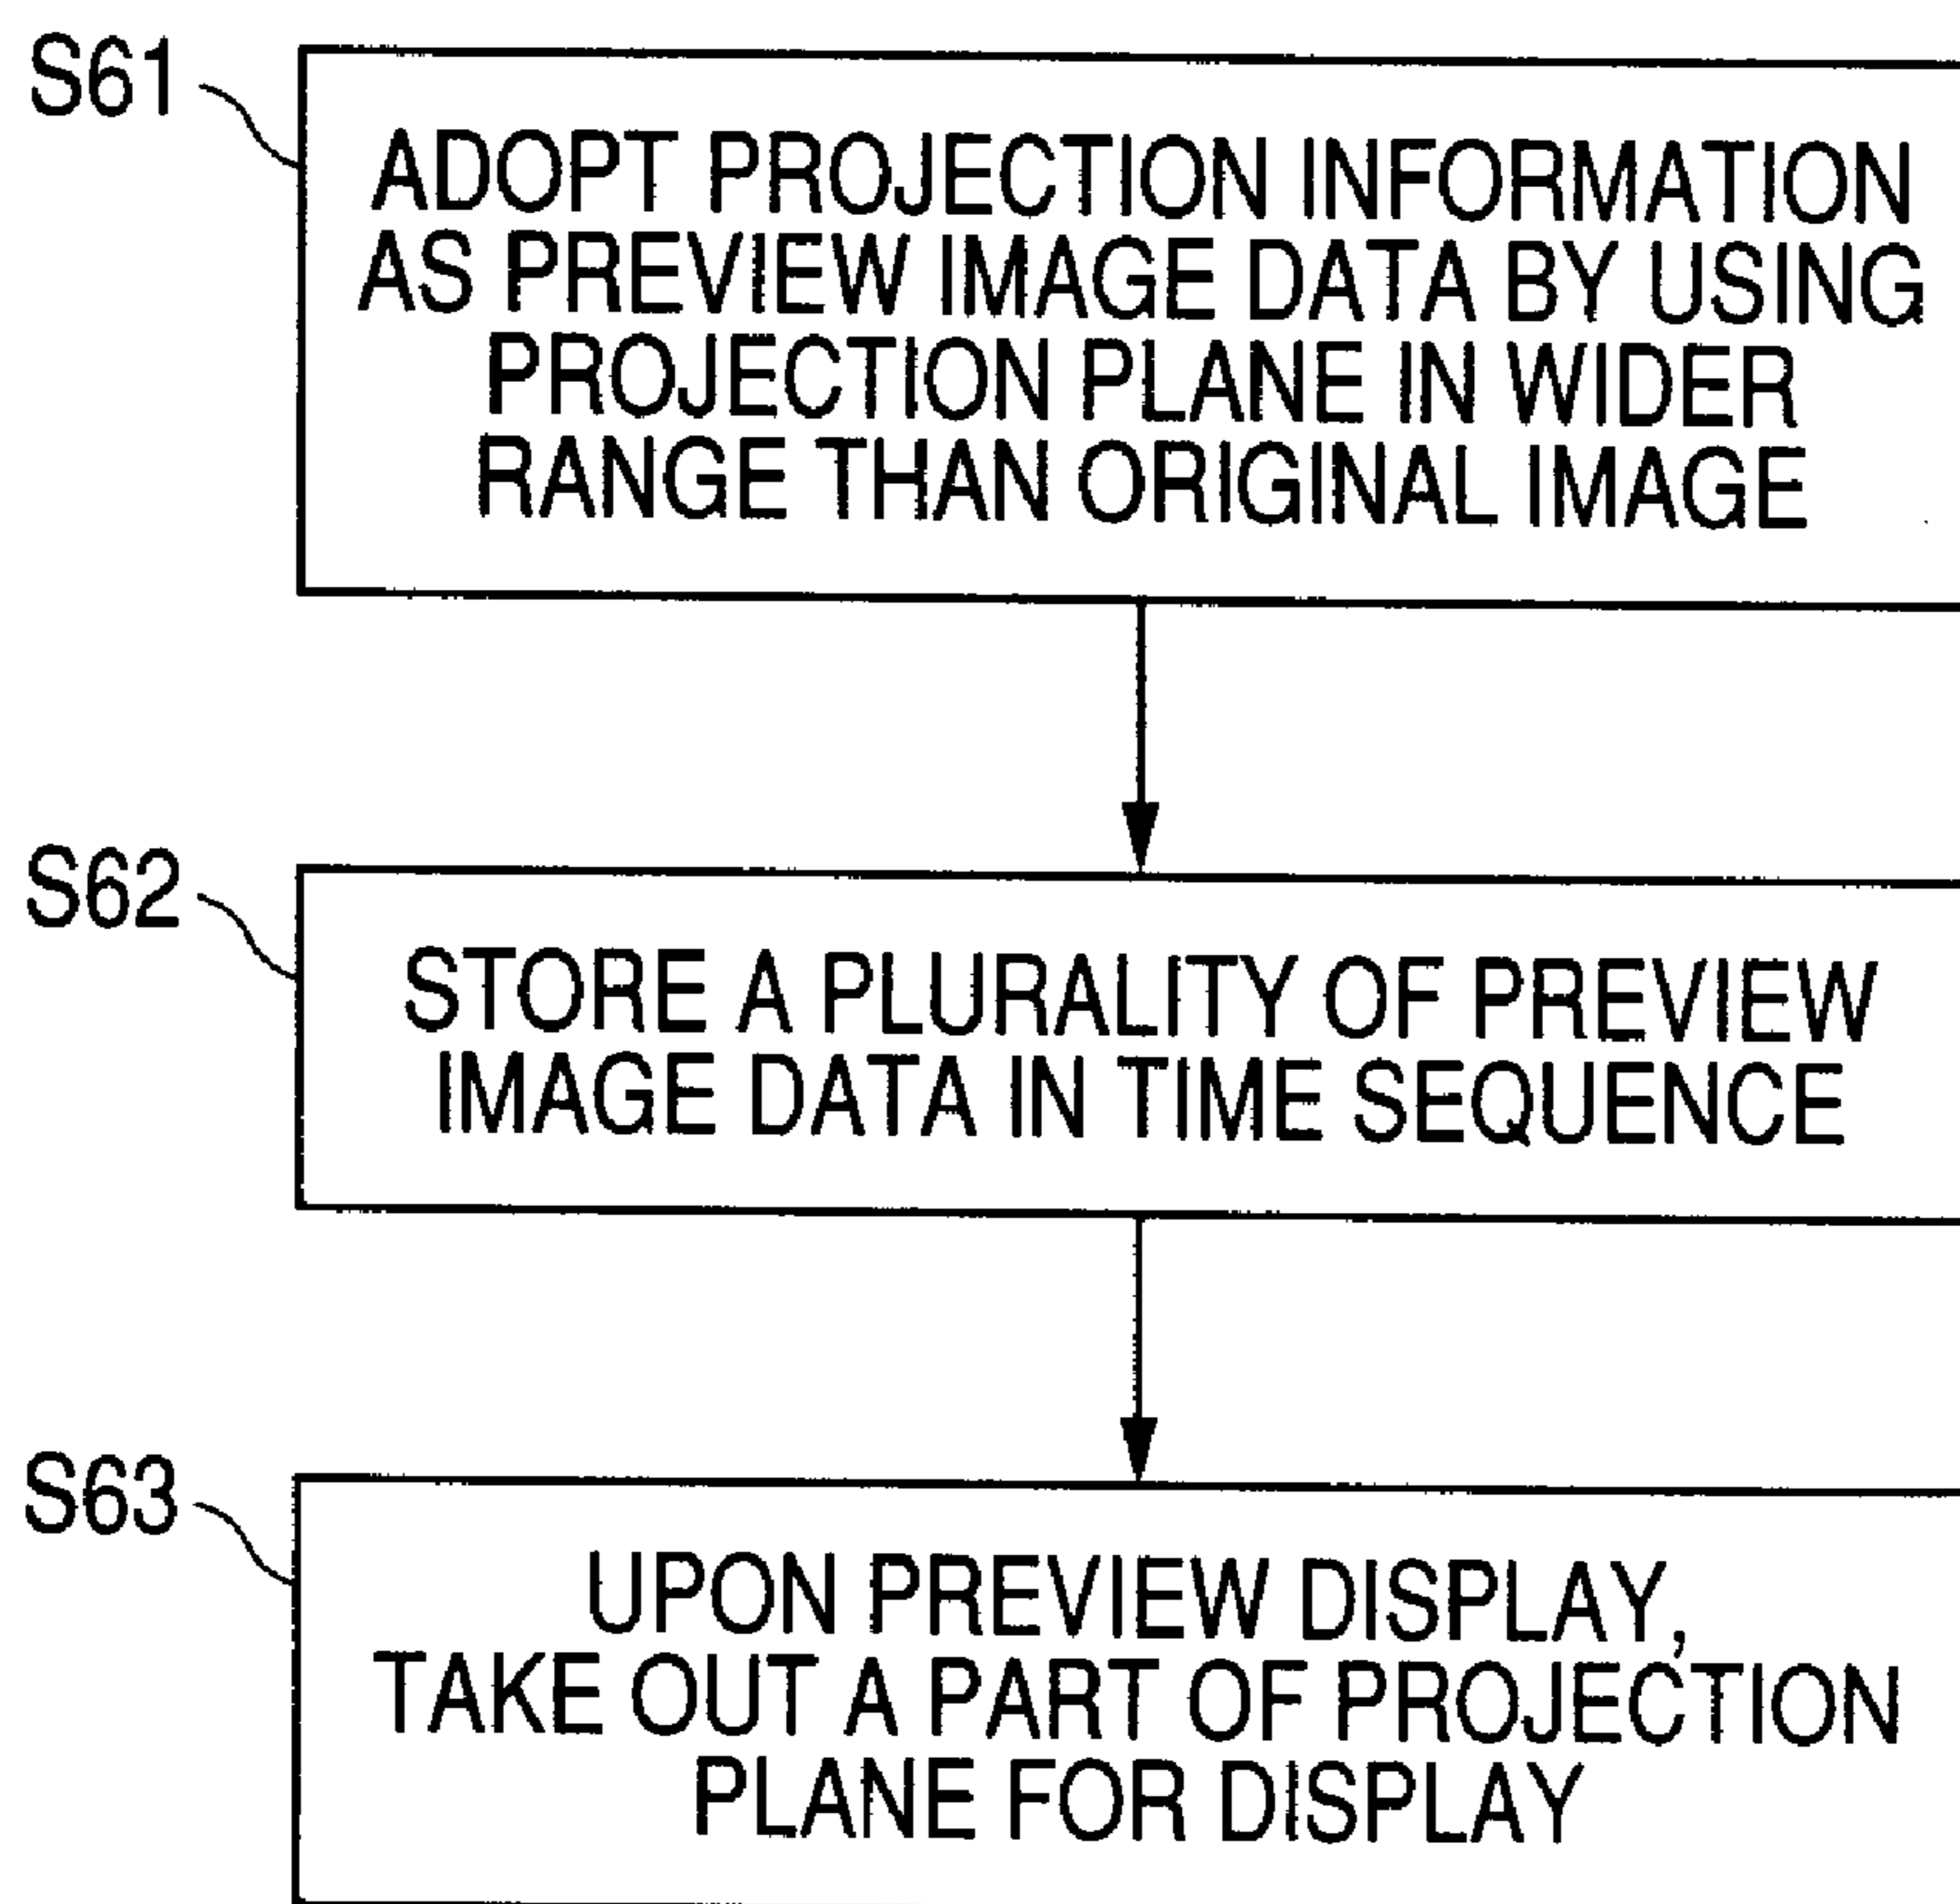 S61
ADOPT PROJECTION INFORMATION
AS PREVIEW IMAGE DATA BY USING
PROJECTION PLANE IN WIDER
RANGE THAN ORIGINAL IMAGE
S62
STORE A PLURALITY OF PREVIEW
IMAGE DATA IN TIME SEQUENCE
S63
UPON PREVIEW DISPLAY,
TAKE OUT A PART OF PROJECTION
PLANE FOR DISPLAY